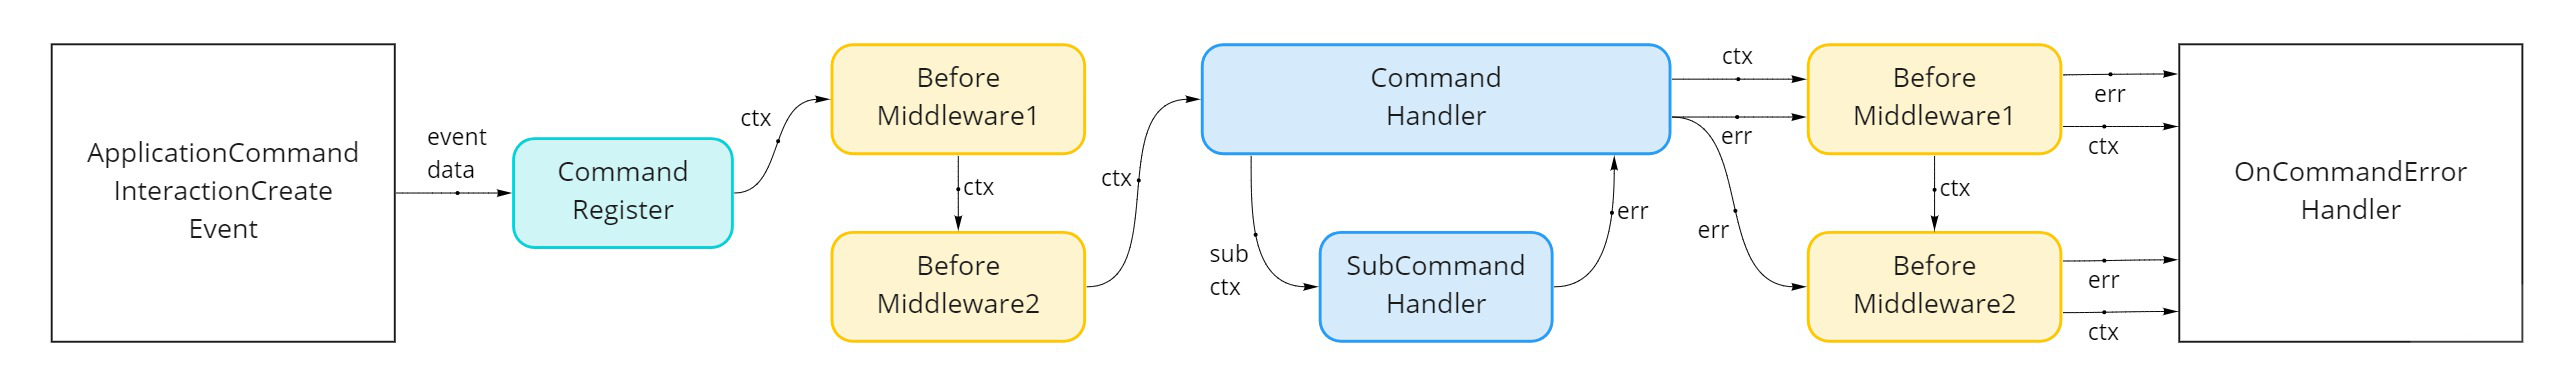 ApplicationCommand
InteractionCreate
Event
event
data
Command
Register
ctx
Before
Middleware1
ctx
Before
Middleware2
ctx
Command
Handler
sub
ctx
SubCommand
Handler
err
ctx
err
err
Before
Middleware1
ctx
Before
Middleware2
err
ctx
err
ctx
OnCommandError
Handler